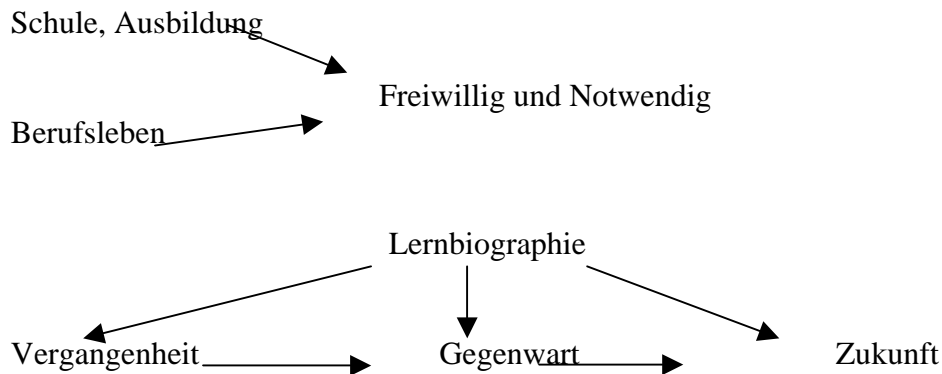 Schule, Ausbildung
Freiwillig und Notwendig
Berufsleben
Lernbiographie
Vergangenheit Gegenwart Zukunft